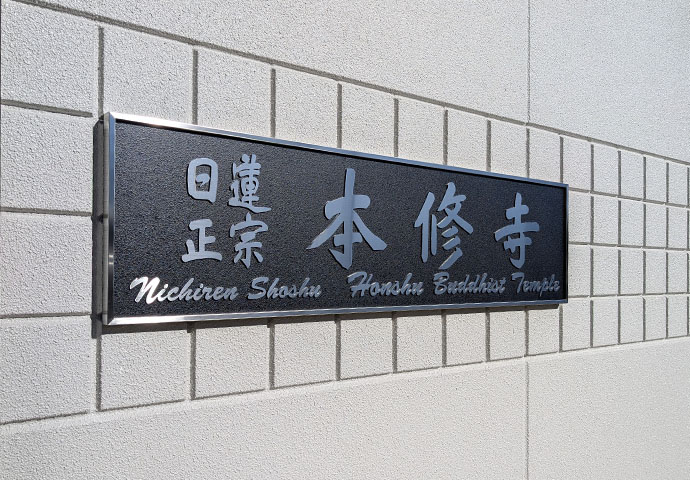 日蓮正宗 本修寺
Nichiren Shoshu Honshu Buddhist Temple